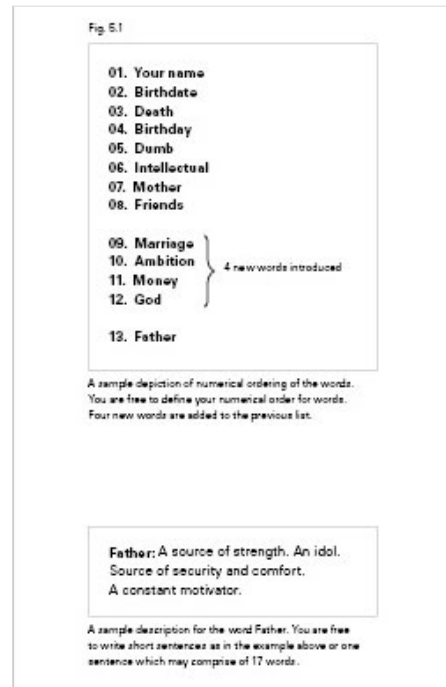 Fig. 5.1
01. Your name
02. Birthdate
03. Death
04. Birthday
05. Dumb
06. Intellectual
07. Mother
08. Friends
09. Marriage
10. Ambition
11. Money
12. God
4 new words introduced
13. Father
A sample depiction of numerical ordering of the words.
You are free to define your numerical order for words.
Four new words are added to the previous list.
Father: A source of strength. An idol.
Source of security and comfort.
A constant motivator.
A sample description for the word Father. You are free
to write short sentences as in the example above or one
sentence which may comprise of 17 words.